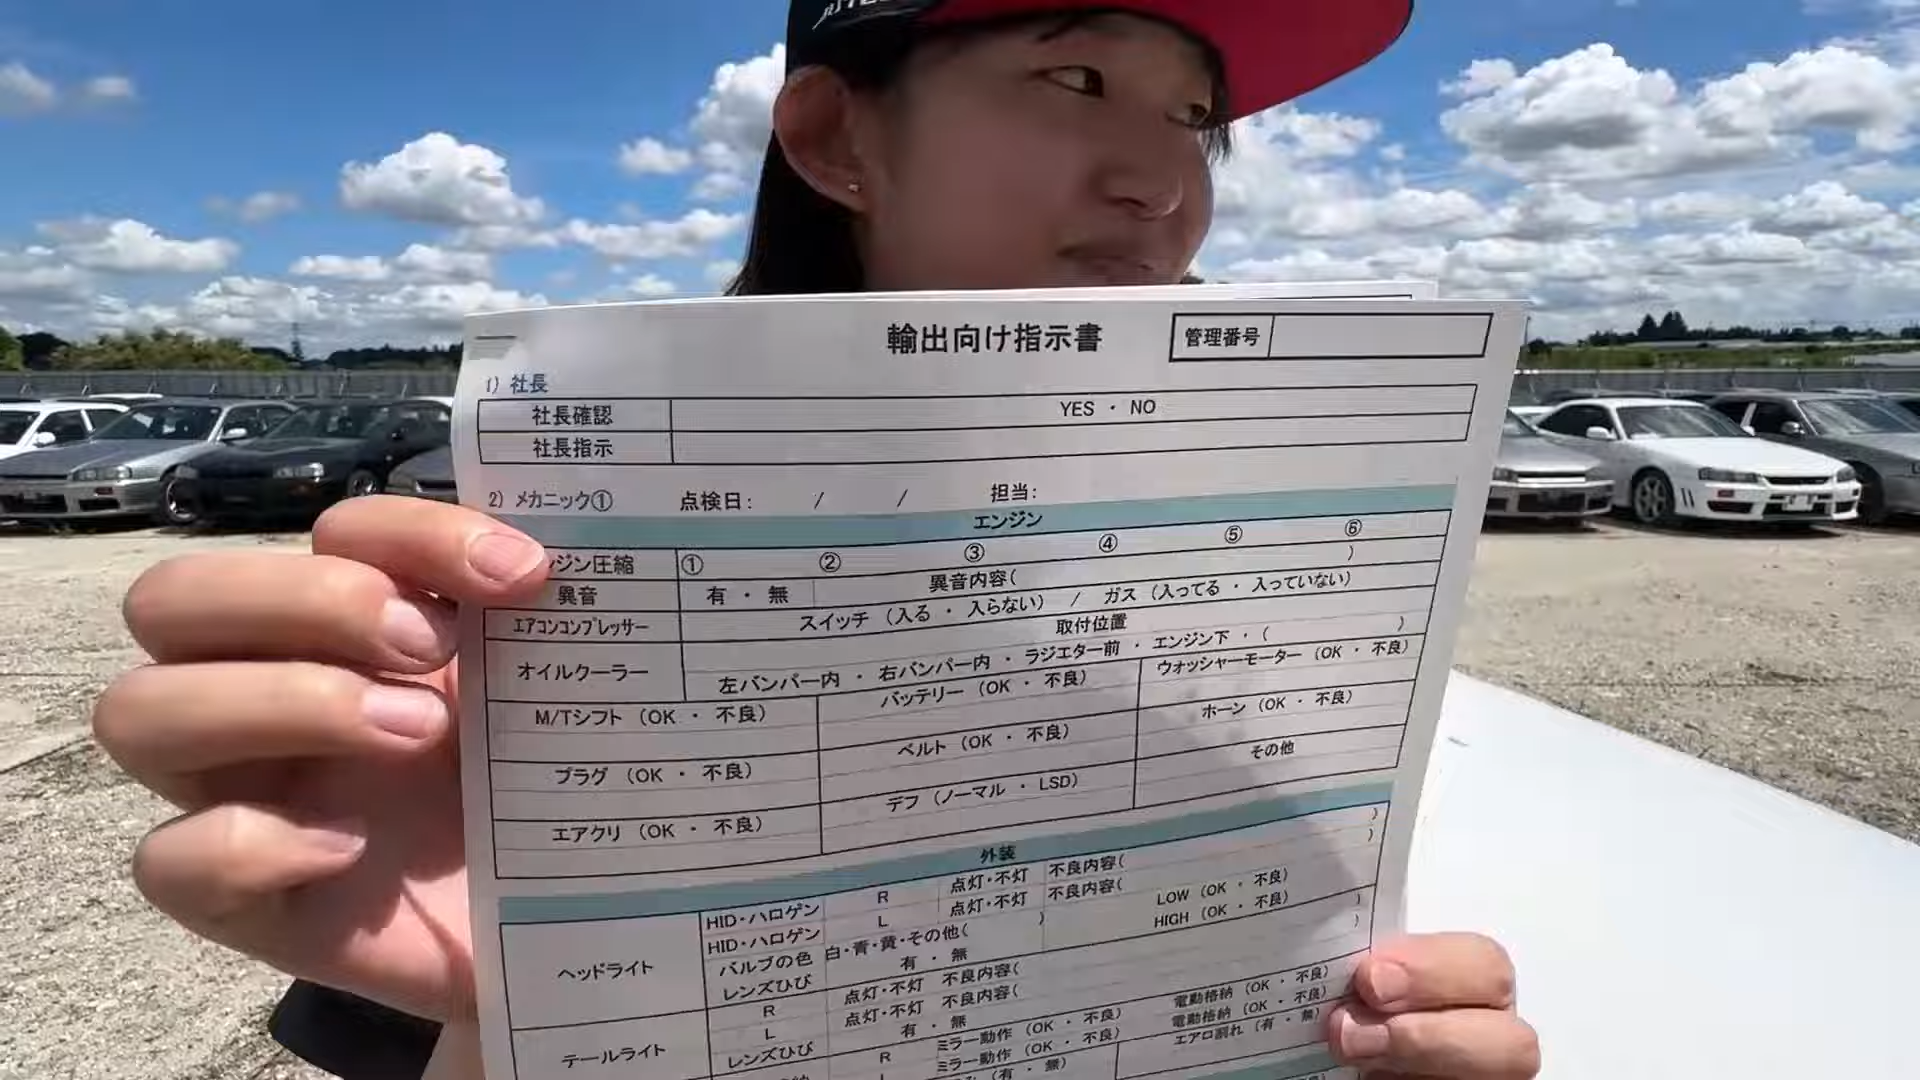 輸出向け指示書
管理番号
1) 社長
社長確認 YES ・ NO
社長指示
2) メカニック① 点検日: / / 担当:
エンジン
ジン圧縮 ① ② ③ ④ ⑤ ⑥
異音 有 ・ 無 異音内容( )
エアコンコンプレッサー スイッチ (入る ・ 入らない) / ガス (入ってる ・ 入っていない)
オイルクーラー 取付位置
左バンパー内 ・ 右バンパー内 ・ ラジエター前 ・ エンジン下 ・ ( )
M/Tシフト (OK ・ 不良) バッテリー (OK ・ 不良) ウォッシャーモーター (OK ・ 不良)
プラグ (OK ・ 不良) ベルト (OK ・ 不良) ホーン (OK ・ 不良)
エアクリ (OK ・ 不良) デフ (ノーマル ・ LSD) その他
外装
ヘッドライト
HID・ハロゲン R 点灯・不灯 不良内容( )
HID・ハロゲン L 点灯・不灯 不良内容( )
バルブの色 白・青・黄・その他( ) LOW (OK ・ 不良)
レンズひび 有 ・ 無 HIGH (OK ・ 不良)
テールライト
R 点灯・不灯 不良内容( )
L 点灯・不灯 不良内容( )
レンズひび 有 ・ 無
R ミラー動作 (OK ・ 不良) 電動格納 (OK ・ 不良)
L ミラー動作 (OK ・ 不良) 電動格納 (OK ・ 不良)
(有 ・ 無) エアロ割れ (有 ・ 無)